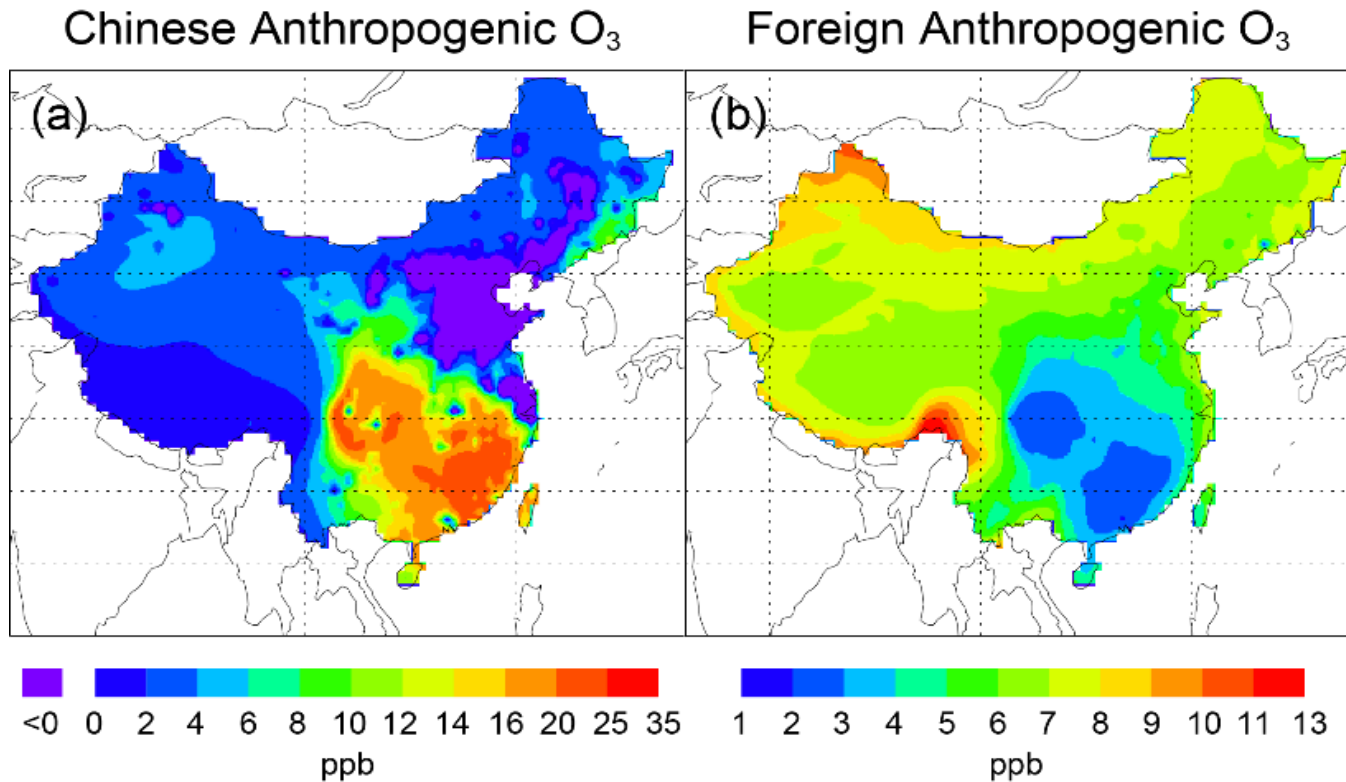 Chinese Anthropogenic O₃
Foreign Anthropogenic O₃
(a)
(b)
<0 0 2 4 6 8 10 12 14 16 20 25 35
ppb
1 2 3 4 5 6 7 8 9 10 11 13
ppb